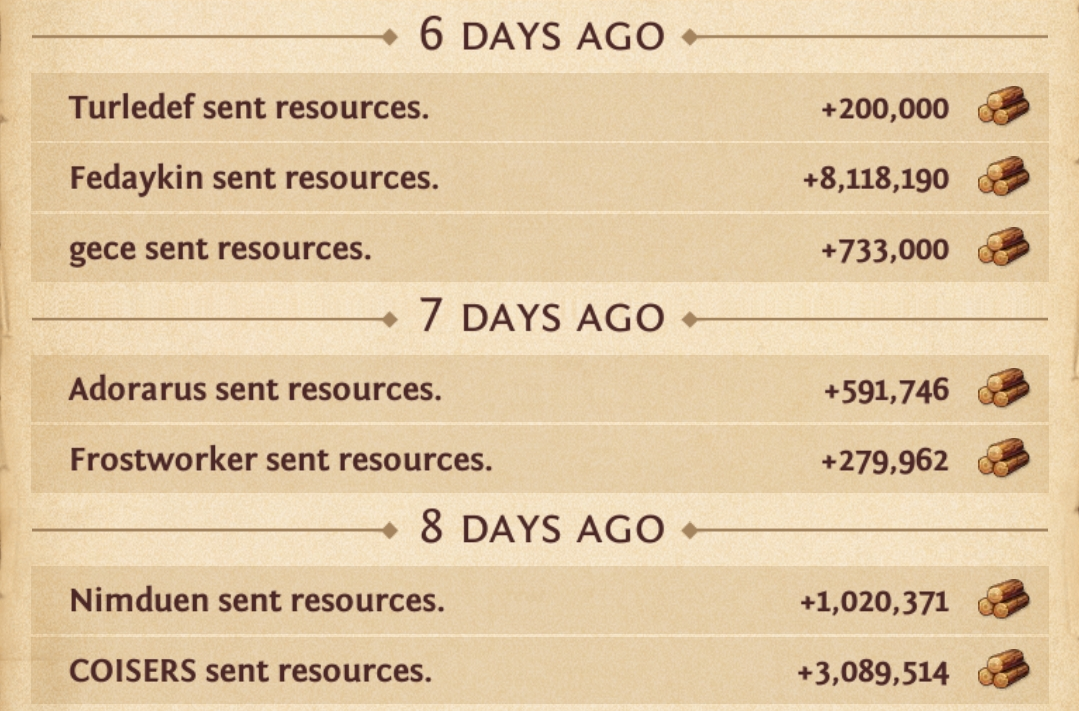 6 DAYS AGO
Turledef sent resources. +200,000
Fedaykin sent resources. +8,118,190
gece sent resources. +733,000
7 DAYS AGO
Adorarus sent resources. +591,746
Frostworker sent resources. +279,962
8 DAYS AGO
Nimduen sent resources. +1,020,371
COISERS sent resources. +3,089,514